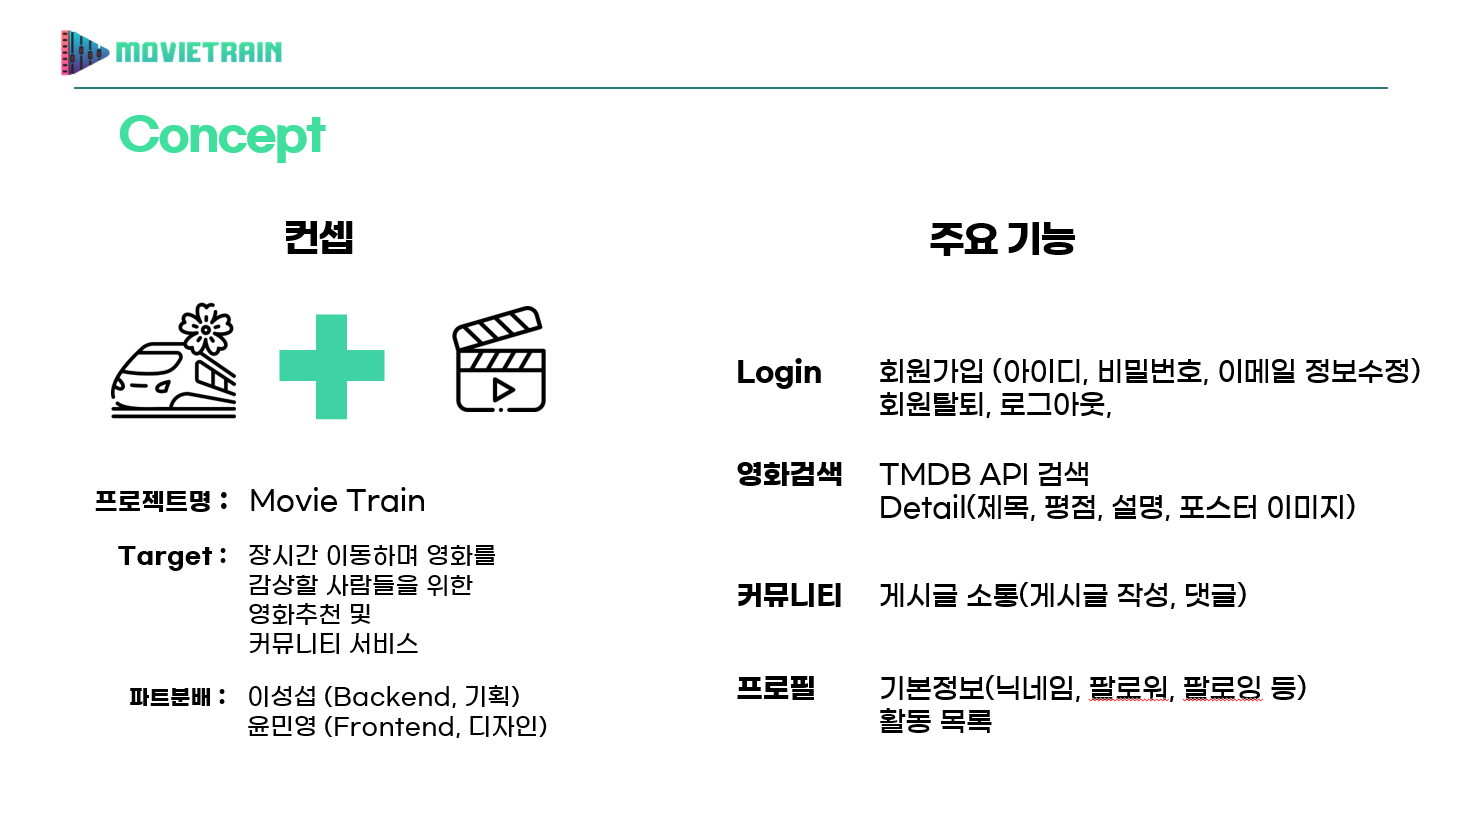 MOVIETRAIN
Concept
컨셉
프로젝트명 : Movie Train
Target : 장시간 이동하며 영화를
감상할 사람들을 위한
영화추천 및
커뮤니티 서비스
파트분배 : 이성섭 (Backend, 기획)
윤민영 (Frontend, 디자인)
주요 기능
Login 회원가입 (아이디, 비밀번호, 이메일 정보수정)
회원탈퇴, 로그아웃,
영화검색 TMDB API 검색
Detail(제목, 평점, 설명, 포스터 이미지)
커뮤니티 게시글 소통(게시글 작성, 댓글)
프로필 기본정보(닉네임, 팔로워, 팔로잉 등)
활동 목록